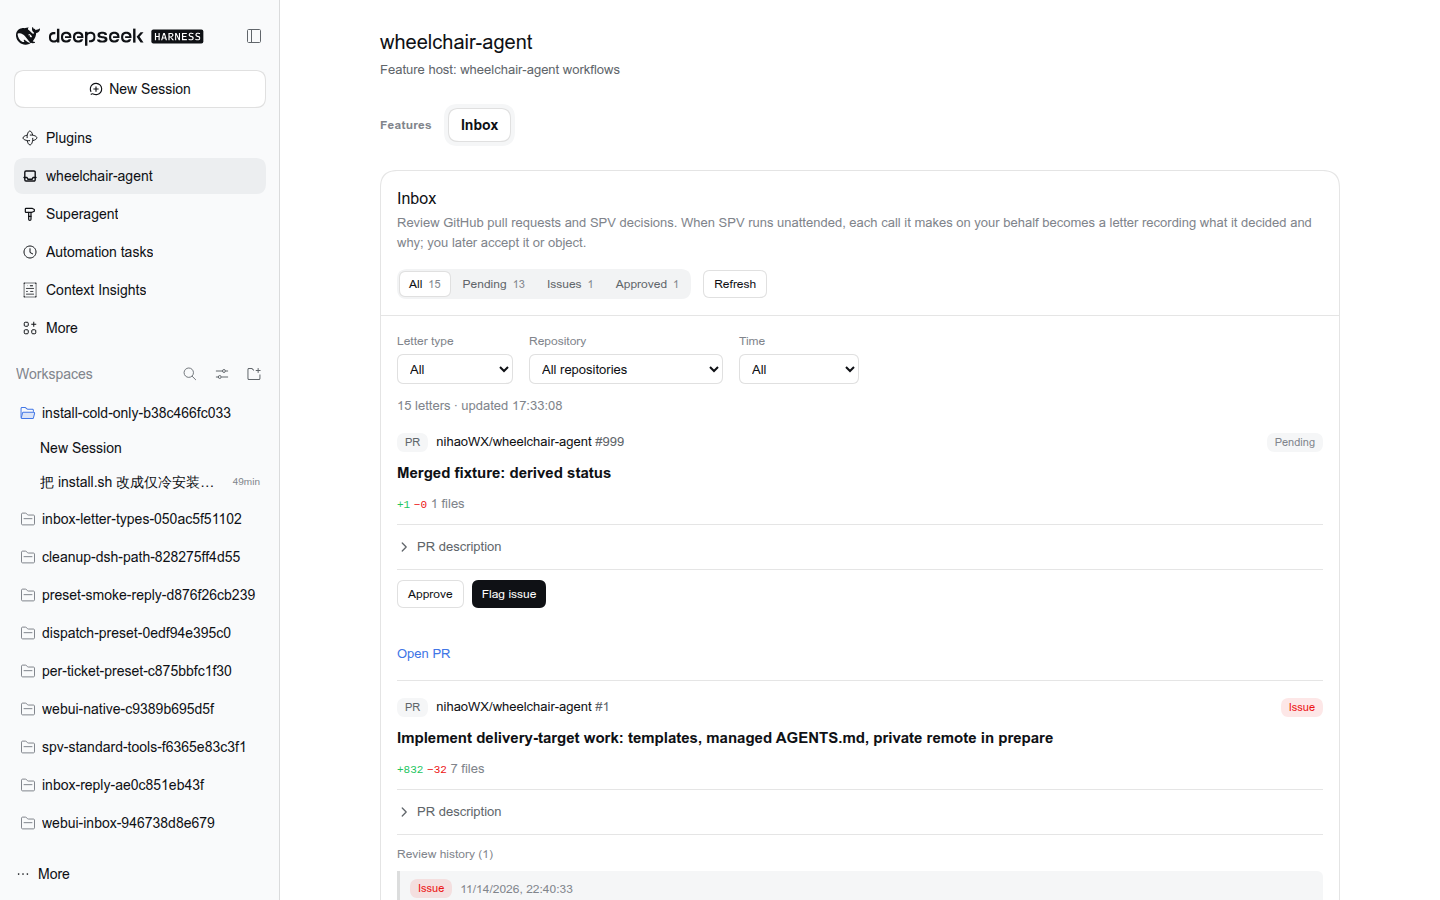 deepseek HARNESS
New Session
Plugins
wheelchair-agent
Superagent
Automation tasks
Context Insights
More
Workspaces
install-cold-only-b38c466fc033
New Session
把 install.sh 改成仅冷安装… 49min
inbox-letter-types-050ac5f51102
cleanup-dsh-path-828275ff4d55
preset-smoke-reply-d876f26cb239
dispatch-preset-0edf94e395c0
per-ticket-preset-c875bbfc1f30
webui-native-c9389b695d5f
spv-standard-tools-f6365e83c3f1
inbox-reply-ae0c851eb43f
webui-inbox-946738d8e679
More
wheelchair-agent
Feature host: wheelchair-agent workflows
Features Inbox
Inbox
Review GitHub pull requests and SPV decisions. When SPV runs unattended, each call it makes on your behalf becomes a letter recording what it decided and
why; you later accept it or object.
All 15 Pending 13 Issues 1 Approved 1 Refresh
Letter type Repository Time
All All repositories All
15 letters · updated 17:33:08
PR nihaoWX/wheelchair-agent #999 Pending
Merged fixture: derived status
+1 −0 1 files
PR description
Approve Flag issue
Open PR
PR nihaoWX/wheelchair-agent #1 Issue
Implement delivery-target work: templates, managed AGENTS.md, private remote in prepare
+832 −32 7 files
PR description
Review history (1)
Issue 11/14/2026, 22:40:33